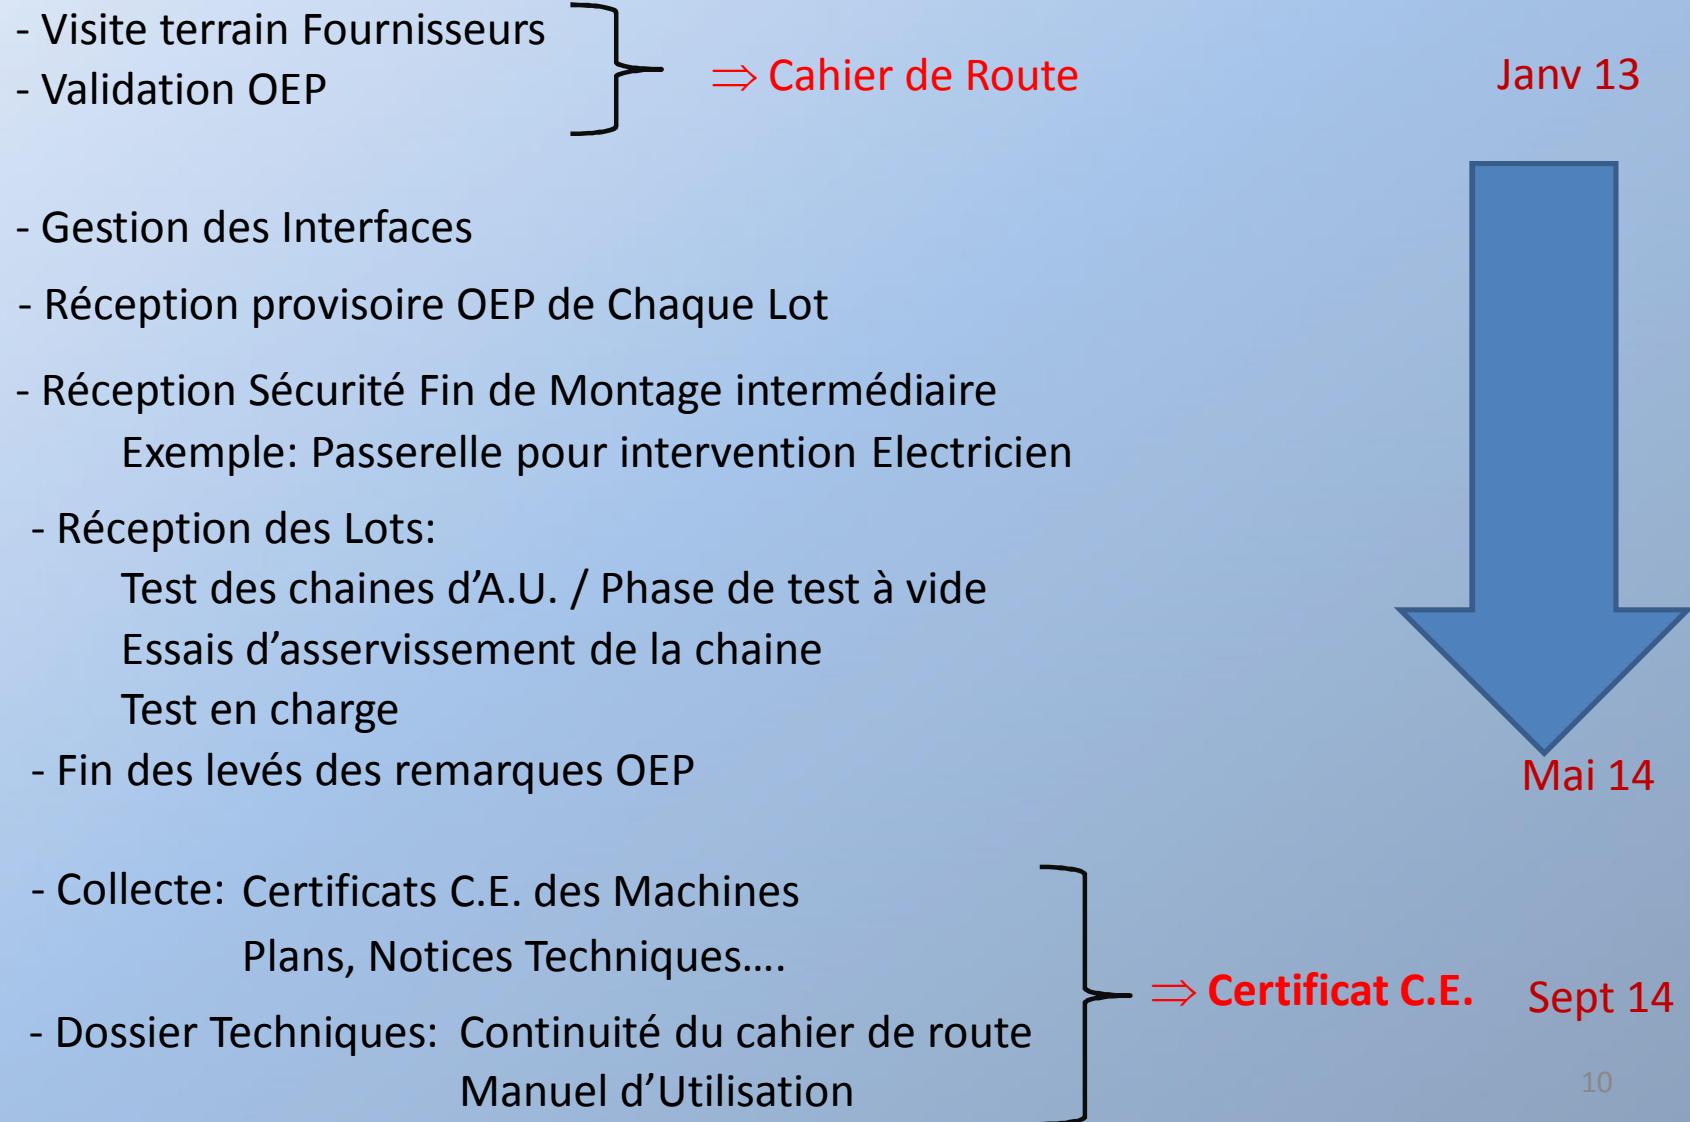 - Visite terrain Fournisseurs
- Validation OEP
⇒ Cahier de Route
Janv 13
- Gestion des Interfaces
- Réception provisoire OEP de Chaque Lot
- Réception Sécurité Fin de Montage intermédiaire
Exemple: Passerelle pour intervention Electricien
- Réception des Lots:
Test des chaines d’A.U. / Phase de test à vide
Essais d’asservissement de la chaine
Test en charge
- Fin des levés des remarques OEP
Mai 14
- Collecte: Certificats C.E. des Machines
Plans, Notices Techniques….
- Dossier Techniques: Continuité du cahier de route
Manuel d’Utilisation
⇒ Certificat C.E.
Sept 14
10